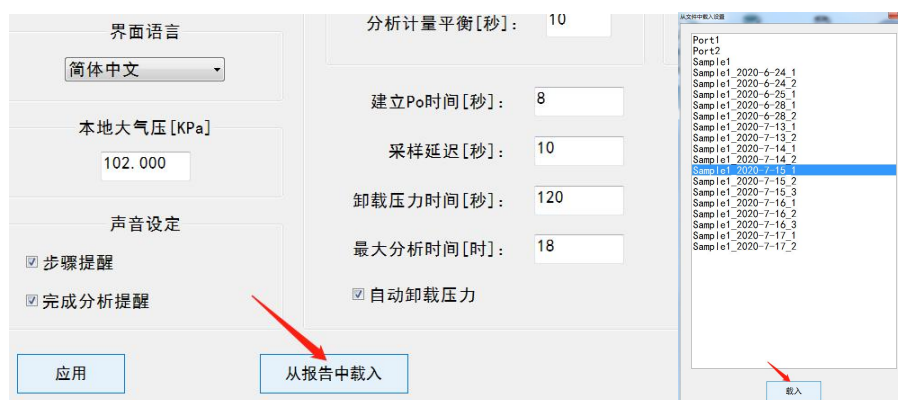 界面语言
简体中文
本地大气压[KPa]
102.000
声音设定
步骤提醒
完成分析提醒
应用
分析计量平衡[秒]:
10
建立Po时间[秒]:
8
采样延迟[秒]:
10
卸载压力时间[秒]:
120
最大分析时间[时]:
18
自动卸载压力
从报告中载入
从文件中载入设置
Port1
Port2
Sample1
Sample1_2020-6-24_1
Sample1_2020-6-24_2
Sample1_2020-6-25_1
Sample1_2020-6-28_1
Sample1_2020-6-28_2
Sample1_2020-7-13_1
Sample1_2020-7-13_2
Sample1_2020-7-14_1
Sample1_2020-7-14_2
Sample1_2020-7-15_1
Sample1_2020-7-15_2
Sample1_2020-7-15_3
Sample1_2020-7-16_1
Sample1_2020-7-16_2
Sample1_2020-7-16_3
Sample1_2020-7-17_1
Sample1_2020-7-17_2
载入